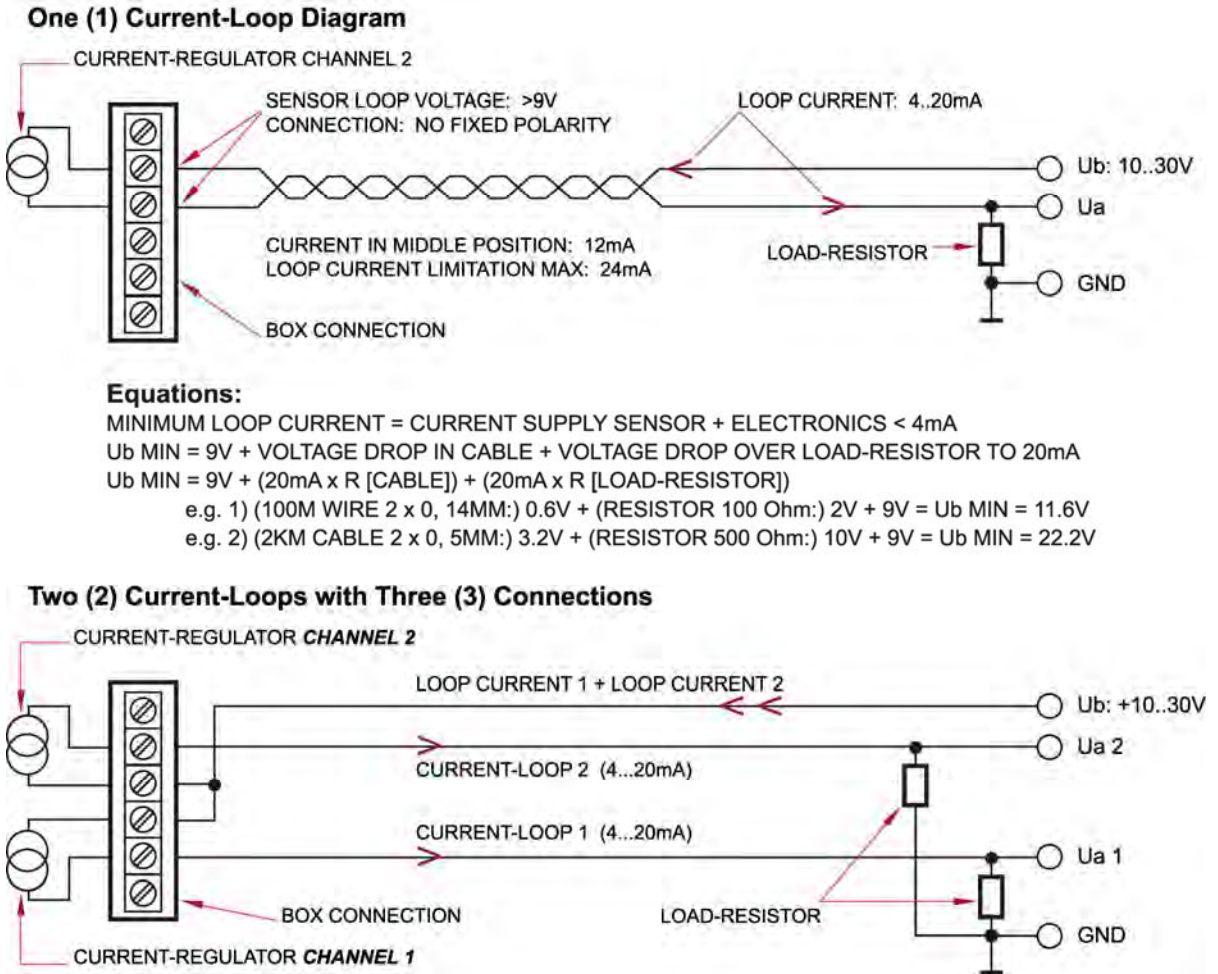 One (1) Current-Loop Diagram
CURRENT-REGULATOR CHANNEL 2
SENSOR LOOP VOLTAGE: >9V
CONNECTION: NO FIXED POLARITY
LOOP CURRENT: 4..20mA
Ub: 10..30V
Ua
CURRENT IN MIDDLE POSITION: 12mA
LOOP CURRENT LIMITATION MAX: 24mA
LOAD-RESISTOR
GND
BOX CONNECTION
Equations:
MINIMUM LOOP CURRENT = CURRENT SUPPLY SENSOR + ELECTRONICS < 4mA
Ub MIN = 9V + VOLTAGE DROP IN CABLE + VOLTAGE DROP OVER LOAD-RESISTOR TO 20mA
Ub MIN = 9V + (20mA x R [CABLE]) + (20mA x R [LOAD-RESISTOR])
e.g. 1) (100M WIRE 2 x 0, 14MM:) 0.6V + (RESISTOR 100 Ohm:) 2V + 9V = Ub MIN = 11.6V
e.g. 2) (2KM CABLE 2 x 0, 5MM:) 3.2V + (RESISTOR 500 Ohm:) 10V + 9V = Ub MIN = 22.2V
Two (2) Current-Loops with Three (3) Connections
CURRENT-REGULATOR CHANNEL 2
LOOP CURRENT 1 + LOOP CURRENT 2
Ub: +10..30V
Ua 2
CURRENT-LOOP 2 (4...20mA)
CURRENT-LOOP 1 (4...20mA)
Ua 1
BOX CONNECTION
LOAD-RESISTOR
GND
CURRENT-REGULATOR CHANNEL 1